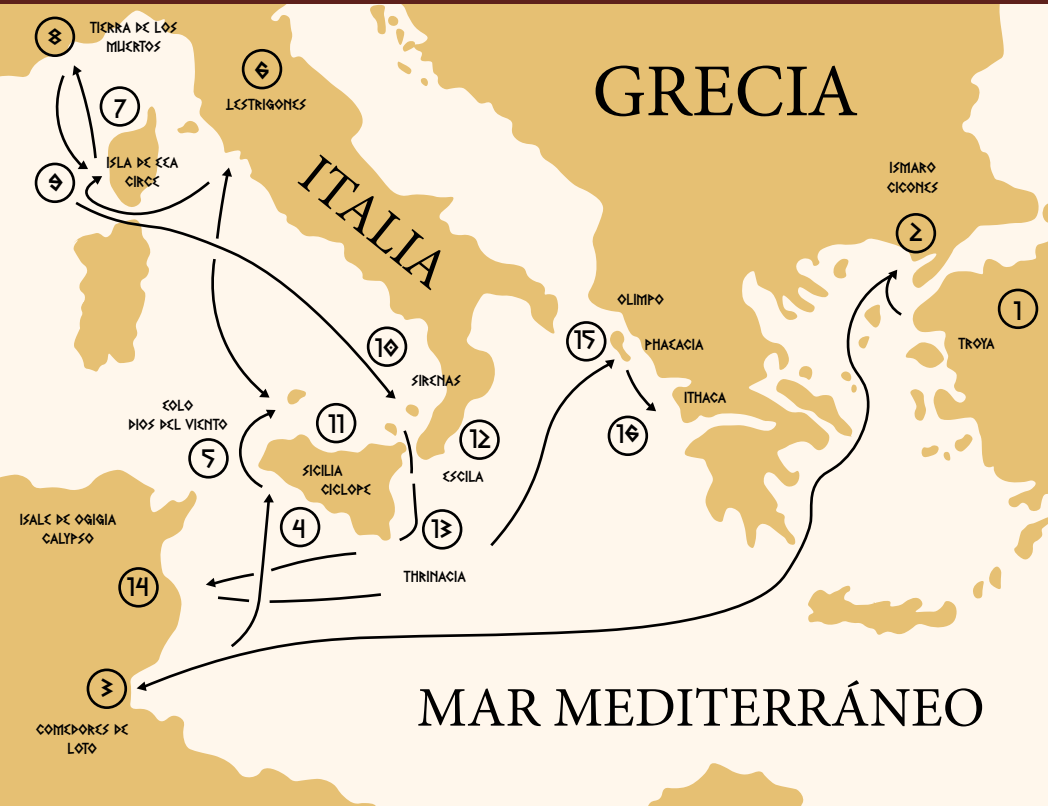 8
TIERRA DE LOS
MUERTOS
6
LESTRIGONES
GRECIA
7
ISLA DE EEA
CIRCE
9
ITALIA
ISMARO
CICONES
2
1
TROYA
OLIMPO
15
PHAEACIA
10
SIRENAS
ITHACA
16
EOLO
DIOS DEL VIENTO
5
11
12
ESCILA
SICILIA
CICLOPE
4
13
THRINACIA
ISALE DE OGIGIA
CALYPSO
14
3
COMEDORES DE
LOTO
MAR MEDITERRÁNEO